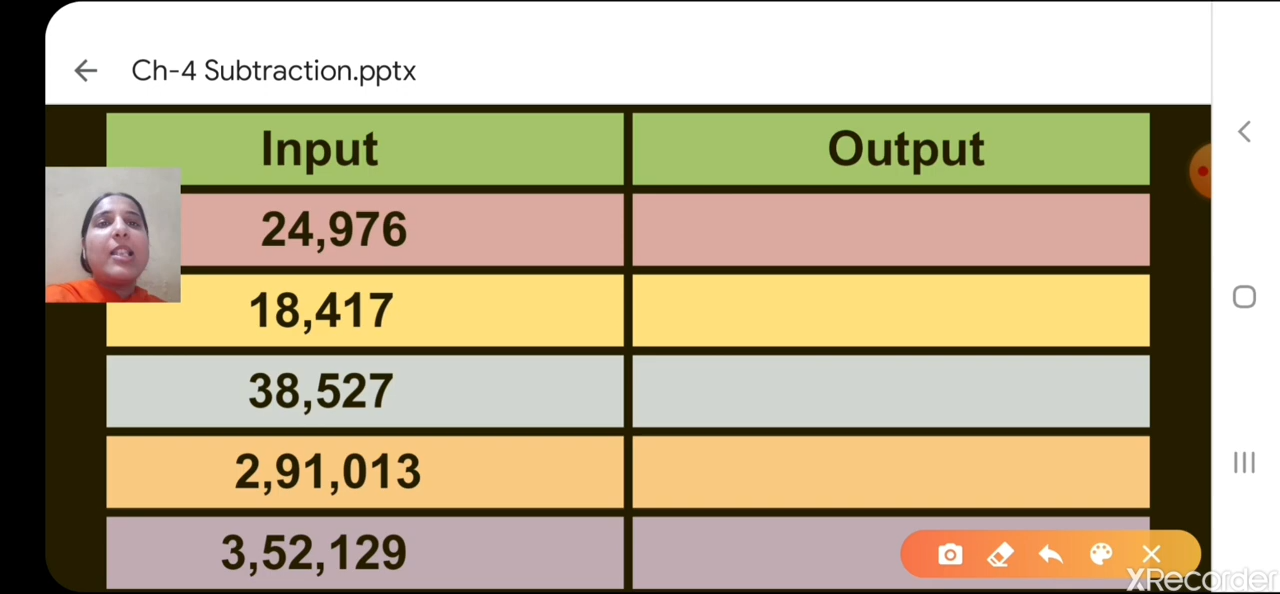 Ch-4 Subtraction.pptx
Input Output
24,976
18,417
38,527
2,91,013
3,52,129
XRecorder